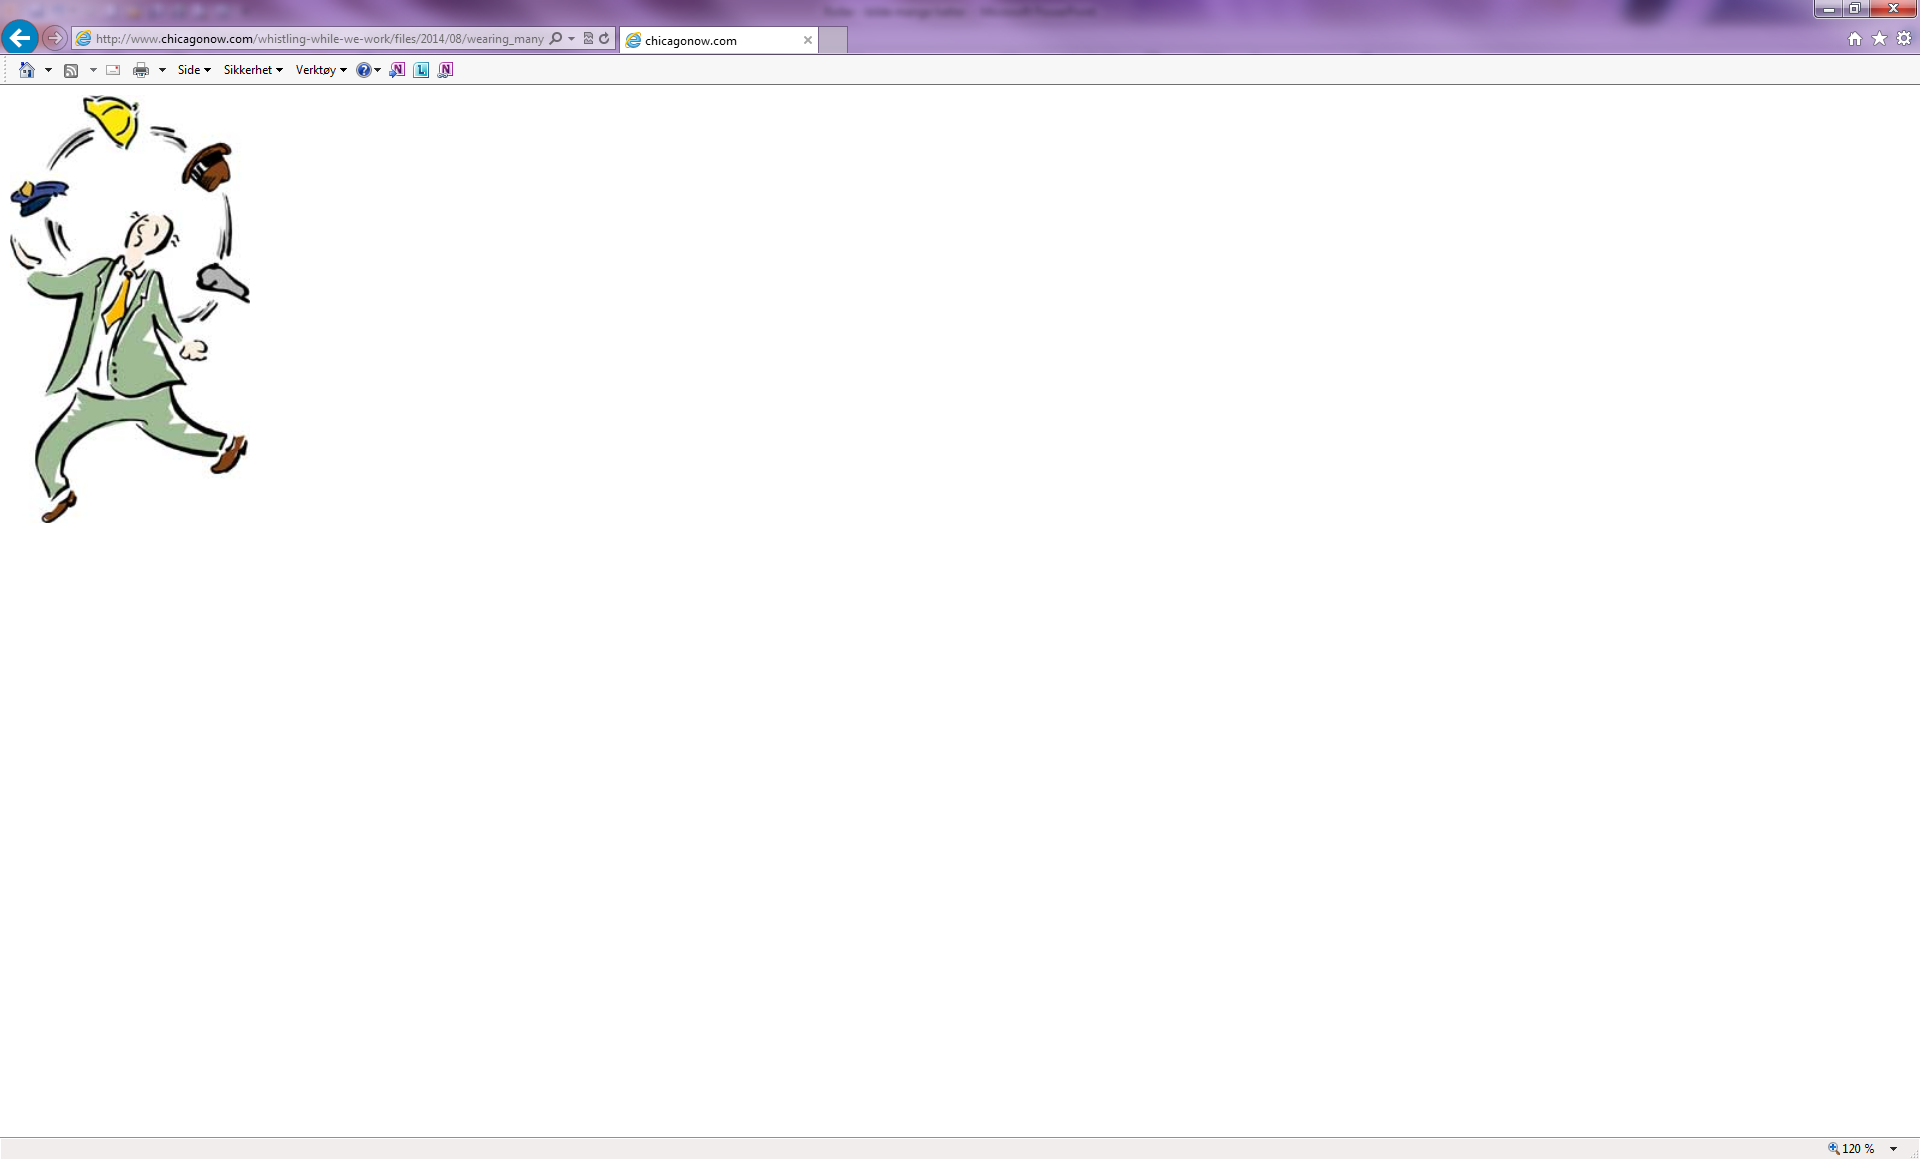 http://www.chicagonow.com/whistling-while-we-work/files/2014/08/wearing_many
chicagonow.com
Side Sikkerhet Verktøy
120 %